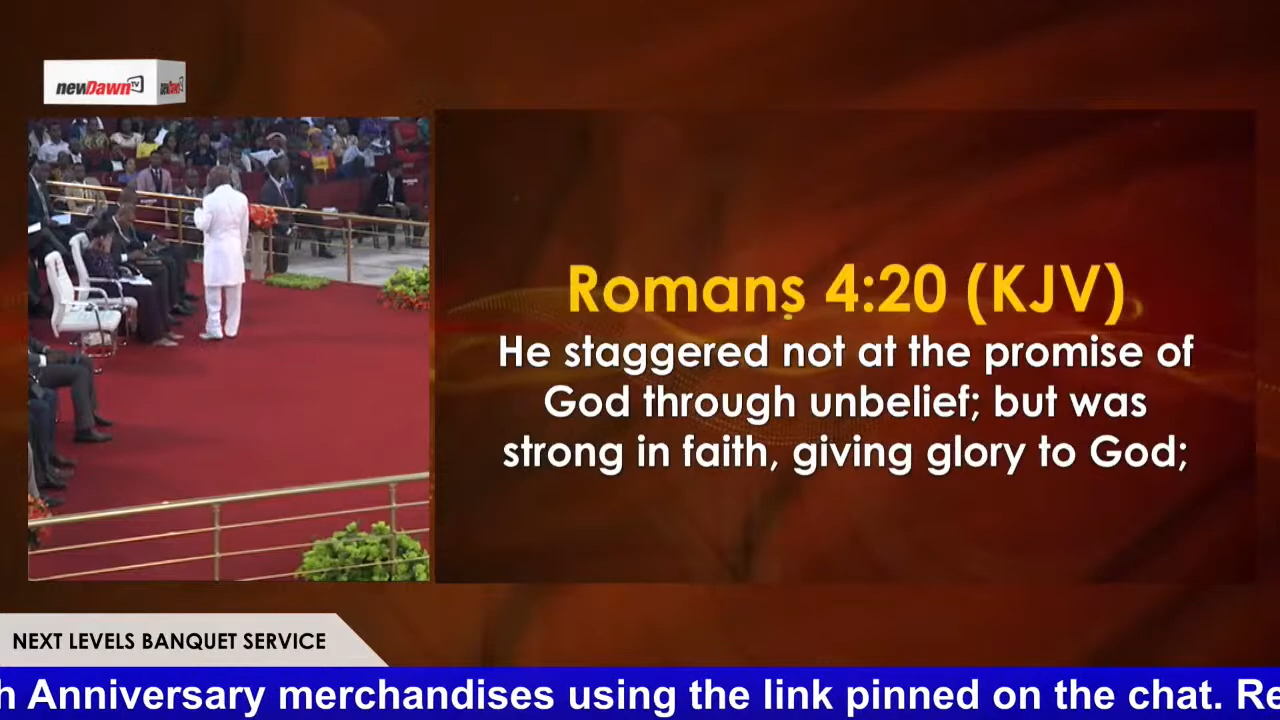 newDawn TV
Romans 4:20 (KJV)
He staggered not at the promise of
God through unbelief; but was
strong in faith, giving glory to God;
NEXT LEVELS BANQUET SERVICE
h Anniversary merchandises using the link pinned on the chat. Re